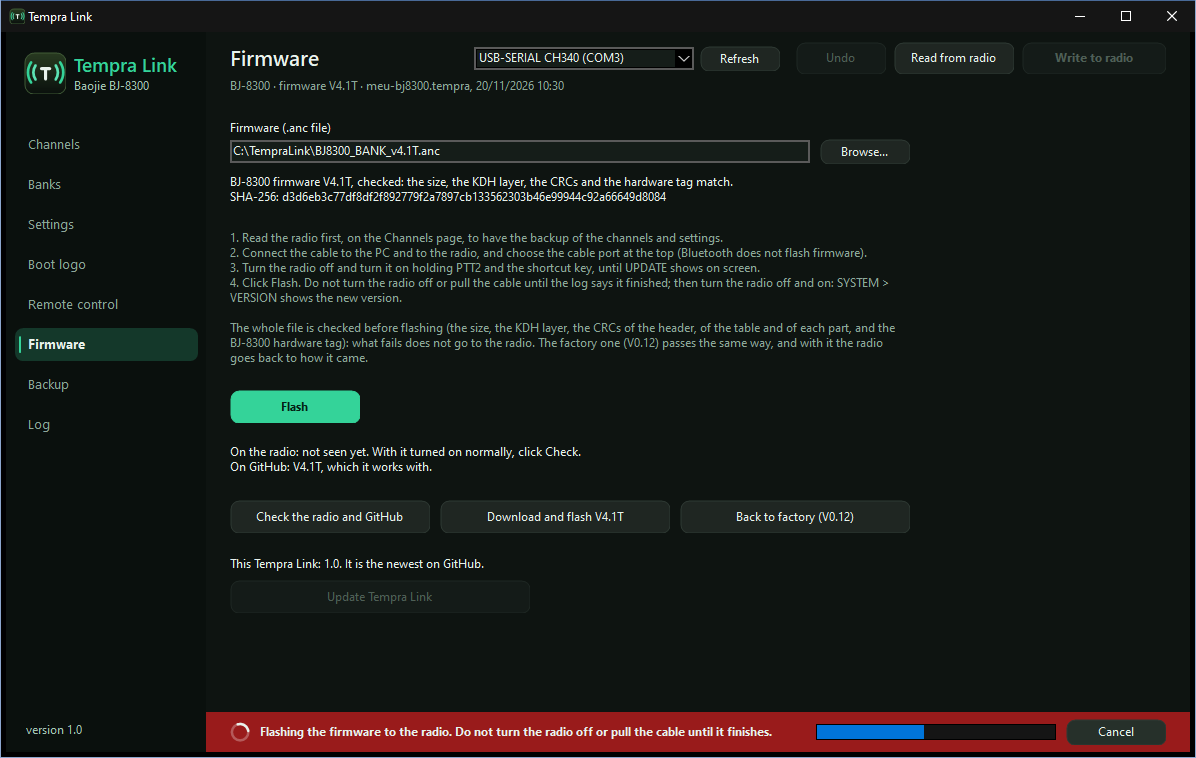 Tempra Link
Tempra Link
Baojie BJ-8300
Channels
Banks
Settings
Boot logo
Remote control
Firmware
Backup
Log
version 1.0
Firmware
USB-SERIAL CH340 (COM3)
Refresh
Undo
Read from radio
Write to radio
BJ-8300 · firmware V4.1T · meu-bj8300.tempra, 20/11/2026 10:30
Firmware (.anc file)
C:\TempraLink\BJ8300_BANK_v4.1T.anc
Browse...
BJ-8300 firmware V4.1T, checked: the size, the KDH layer, the CRCs and the hardware tag match.
SHA-256: d3d6eb3c77df8df2f892779f2a7897cb133562303b46e99944c92a66649d8084
1. Read the radio first, on the Channels page, to have the backup of the channels and settings.
2. Connect the cable to the PC and to the radio, and choose the cable port at the top (Bluetooth does not flash firmware).
3. Turn the radio off and turn it on holding PTT2 and the shortcut key, until UPDATE shows on screen.
4. Click Flash. Do not turn the radio off or pull the cable until the log says it finished; then turn the radio off and on: SYSTEM >
VERSION shows the new version.
The whole file is checked before flashing (the size, the KDH layer, the CRCs of the header, of the table and of each part, and the
BJ-8300 hardware tag): what fails does not go to the radio. The factory one (V0.12) passes the same way, and with it the radio
goes back to how it came.
Flash
On the radio: not seen yet. With it turned on normally, click Check.
On GitHub: V4.1T, which it works with.
Check the radio and GitHub
Download and flash V4.1T
Back to factory (V0.12)
This Tempra Link: 1.0. It is the newest on GitHub.
Update Tempra Link
Flashing the firmware to the radio. Do not turn the radio off or pull the cable until it finishes.
Cancel